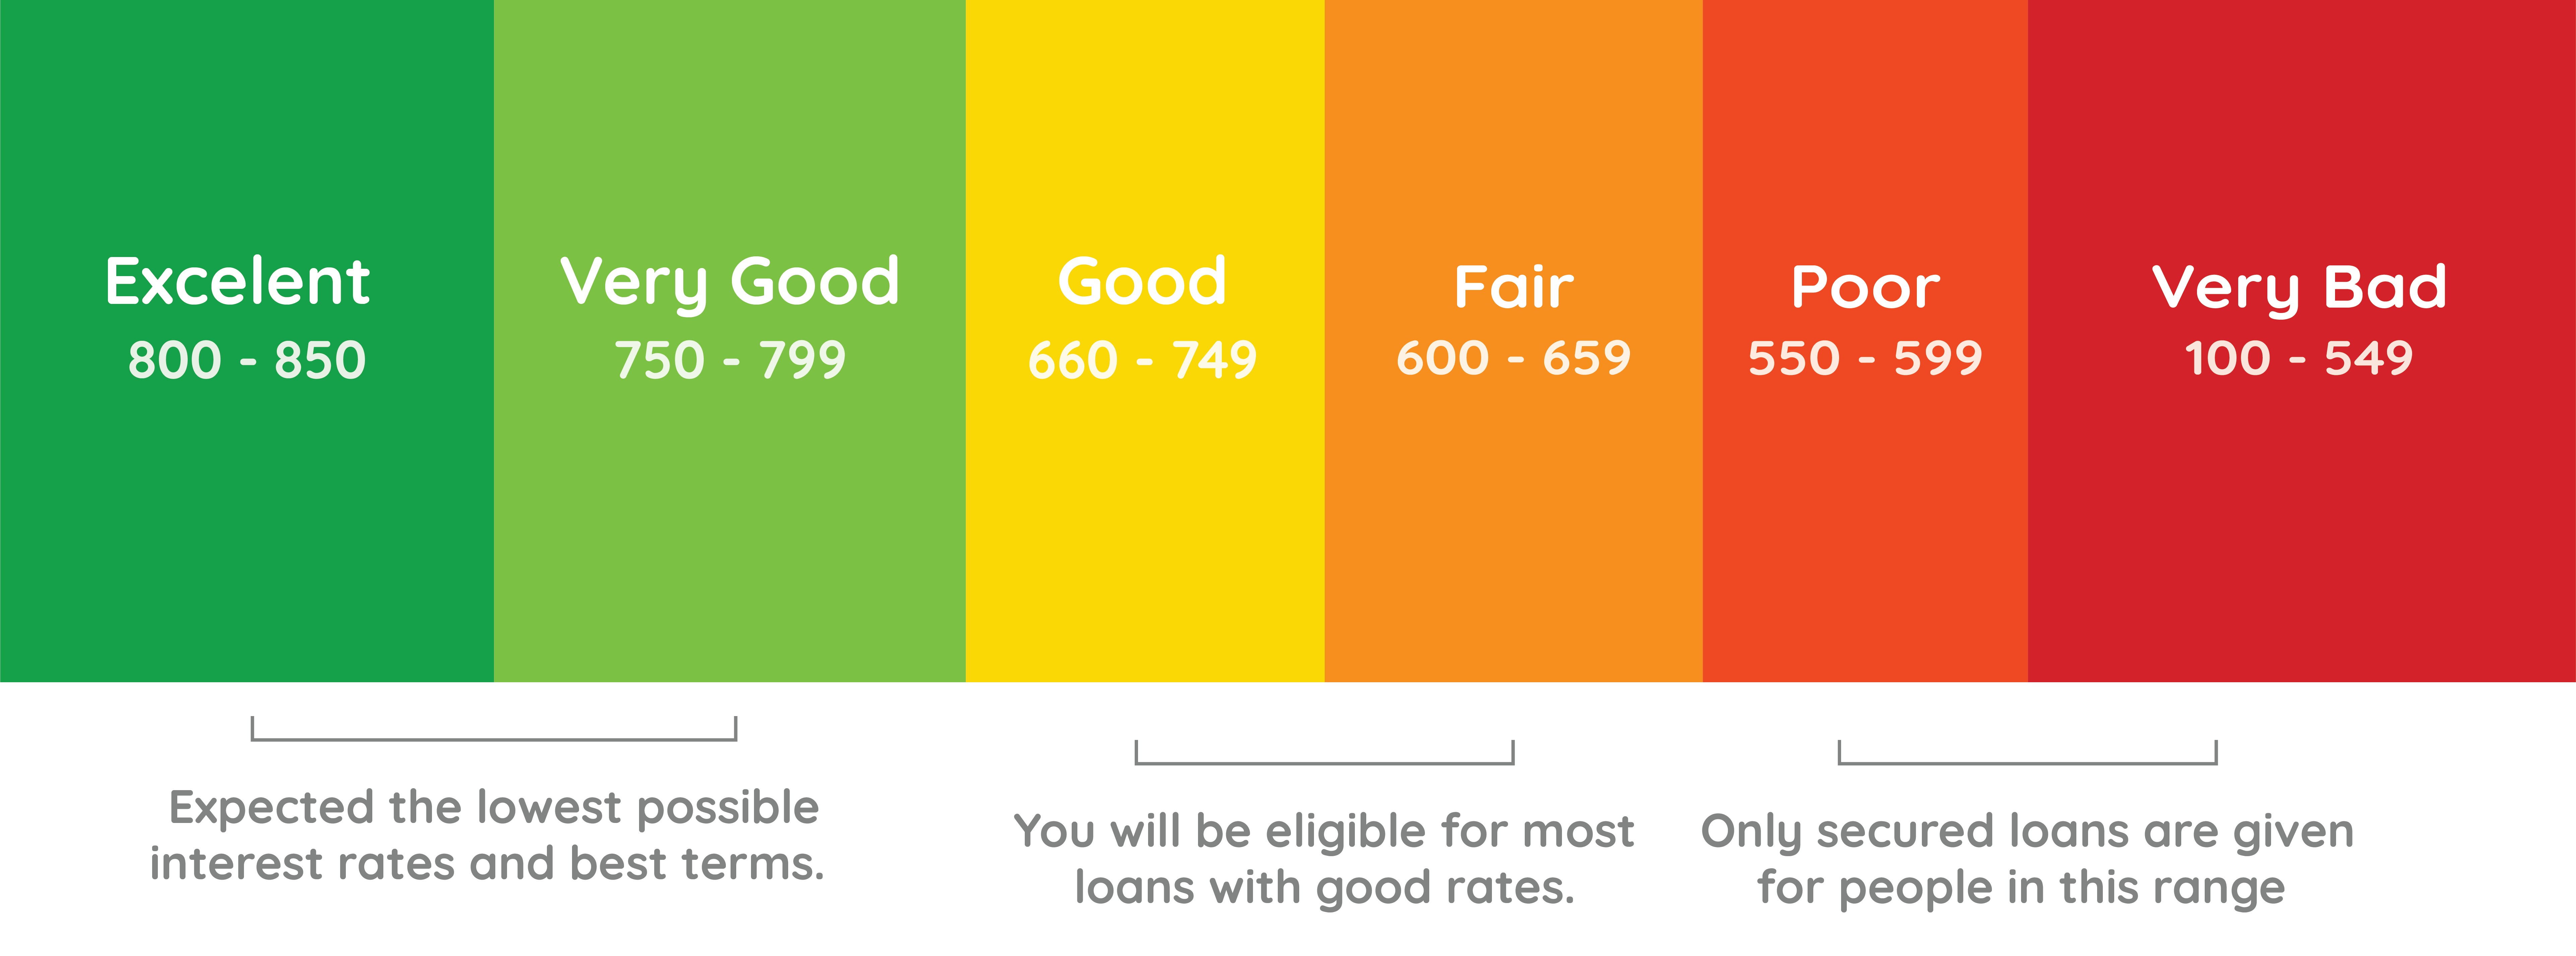 Excelent
800 - 850
Very Good
750 - 799
Good
660 - 749
Fair
600 - 659
Poor
550 - 599
Very Bad
100 - 549
Expected the lowest possible
interest rates and best terms.
You will be eligible for most
loans with good rates.
Only secured loans are given
for people in this range